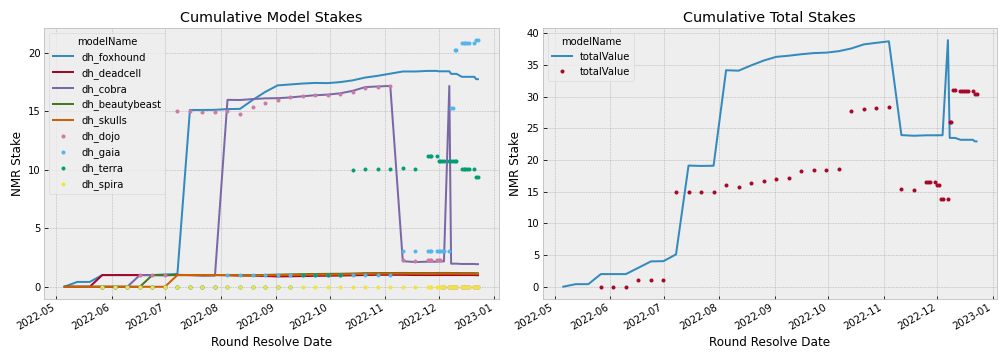 Cumulative Model Stakes
NMR Stake
20
15
10
5
0
modelName
dh_foxhound
dh_deadcell
dh_cobra
dh_beautybeast
dh_skulls
dh_dojo
dh_gaia
dh_terra
dh_spira
2022-05
2022-06
2022-07
2022-08
2022-09
2022-10
2022-11
2022-12
2023-01
Round Resolve Date
Cumulative Total Stakes
NMR Stake
40
35
30
25
20
15
10
5
0
modelName
totalValue
totalValue
2022-05
2022-06
2022-07
2022-08
2022-09
2022-10
2022-11
2022-12
2023-01
Round Resolve Date